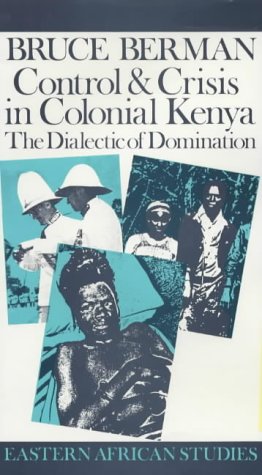 BRUCE BERMAN
Control & Crisis
in Colonial Kenya
The Dialectic of Domination
EASTERN AFRICAN STUDIES